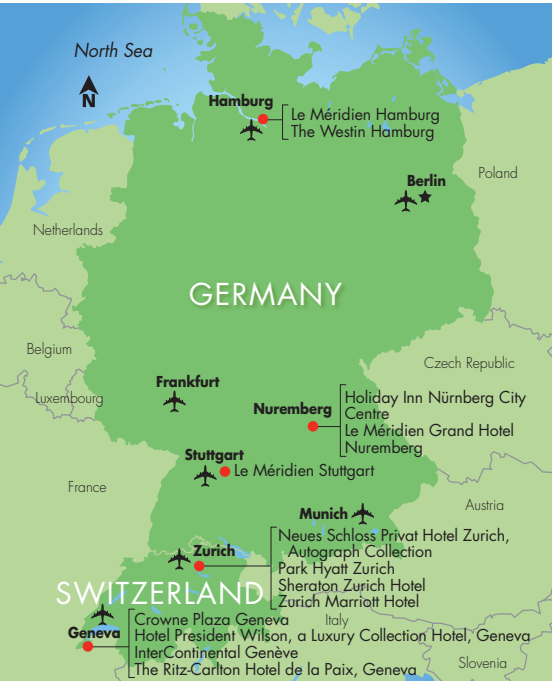 North Sea
N
Hamburg
Le Méridien Hamburg
The Westin Hamburg
Berlin
Poland
Netherlands
GERMANY
Belgium
Czech Republic
Luxembourg
Frankfurt
Nuremberg
Holiday Inn Nürnberg City
Centre
Le Méridien Grand Hotel
Nuremberg
Stuttgart
Le Méridien Stuttgart
France
Austria
Munich
Zurich
Neues Schloss Privat Hotel Zurich,
Autograph Collection
Park Hyatt Zurich
Sheraton Zurich Hotel
Zurich Marriott Hotel
SWITZERLAND
Italy
Geneva
Crowne Plaza Geneva
Hotel President Wilson, a Luxury Collection Hotel, Geneva
InterContinental Genève
The Ritz-Carlton Hotel de la Paix, Geneva
Slovenia